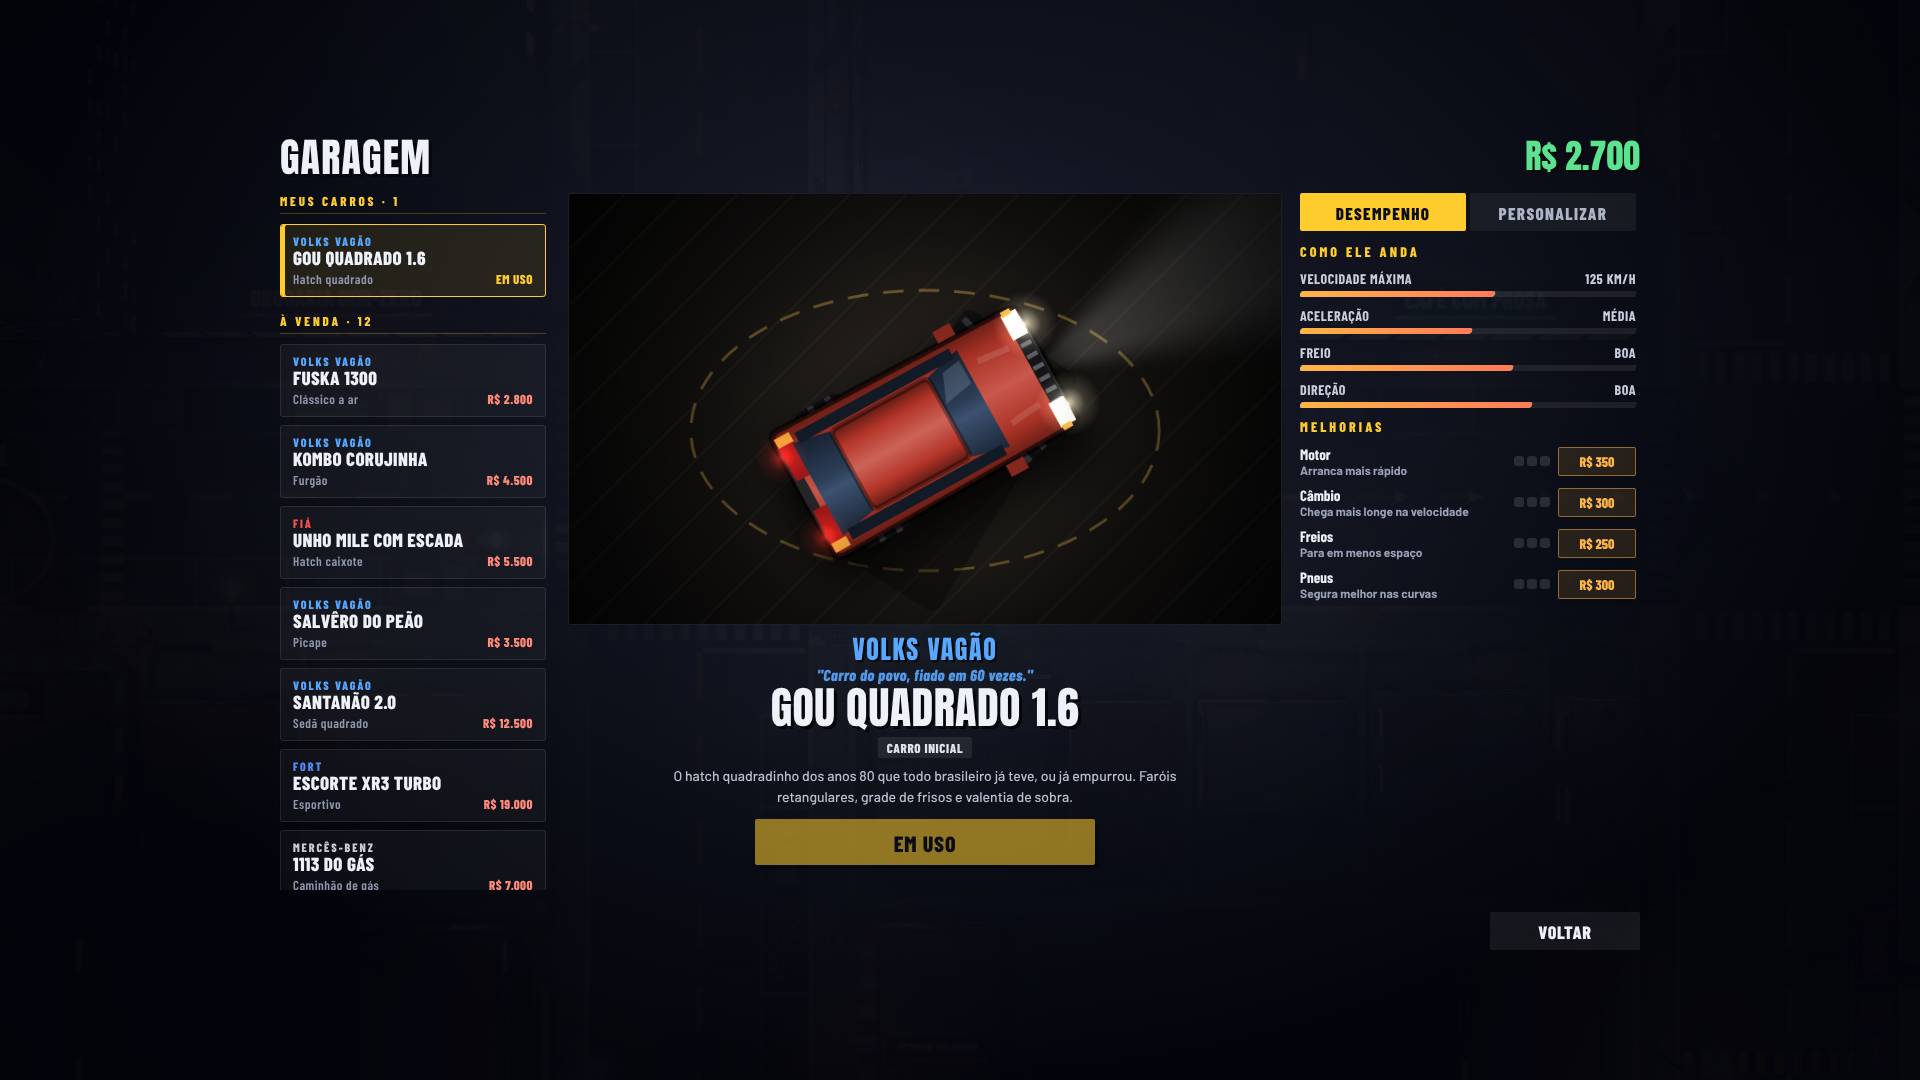 GARAGEM
R$ 2.700
MEUS CARROS · 1
VOLKS VAGÃO
GOU QUADRADO 1.6
Hatch quadrado
EM USO
À VENDA · 12
VOLKS VAGÃO
FUSKA 1300
Clássico a ar
R$ 2.800
VOLKS VAGÃO
KOMBO CORUJINHA
Furgão
R$ 4.500
FIÁ
UNHO MILE COM ESCADA
Hatch caixote
R$ 5.500
VOLKS VAGÃO
SALVÊRO DO PEÃO
Picape
R$ 3.500
VOLKS VAGÃO
SANTANÃO 2.0
Sedã quadrado
R$ 12.500
FORT
ESCORTE XR3 TURBO
Esportivo
R$ 19.000
MERCÊS-BENZ
1113 DO GÁS
Caminhão de gás
R$ 7.000
VOLKS VAGÃO
"Carro do povo, fiado em 60 vezes."
GOU QUADRADO 1.6
CARRO INICIAL
O hatch quadradinho dos anos 80 que todo brasileiro já teve, ou já empurrou. Faróis
retangulares, grade de frisos e valentia de sobra.
EM USO
DESEMPENHO
PERSONALIZAR
COMO ELE ANDA
VELOCIDADE MÁXIMA
125 KM/H
ACELERAÇÃO
MÉDIA
FREIO
BOA
DIREÇÃO
BOA
MELHORIAS
Motor
Arranca mais rápido
R$ 350
Câmbio
Chega mais longe na velocidade
R$ 300
Freios
Para em menos espaço
R$ 250
Pneus
Segura melhor nas curvas
R$ 300
VOLTAR